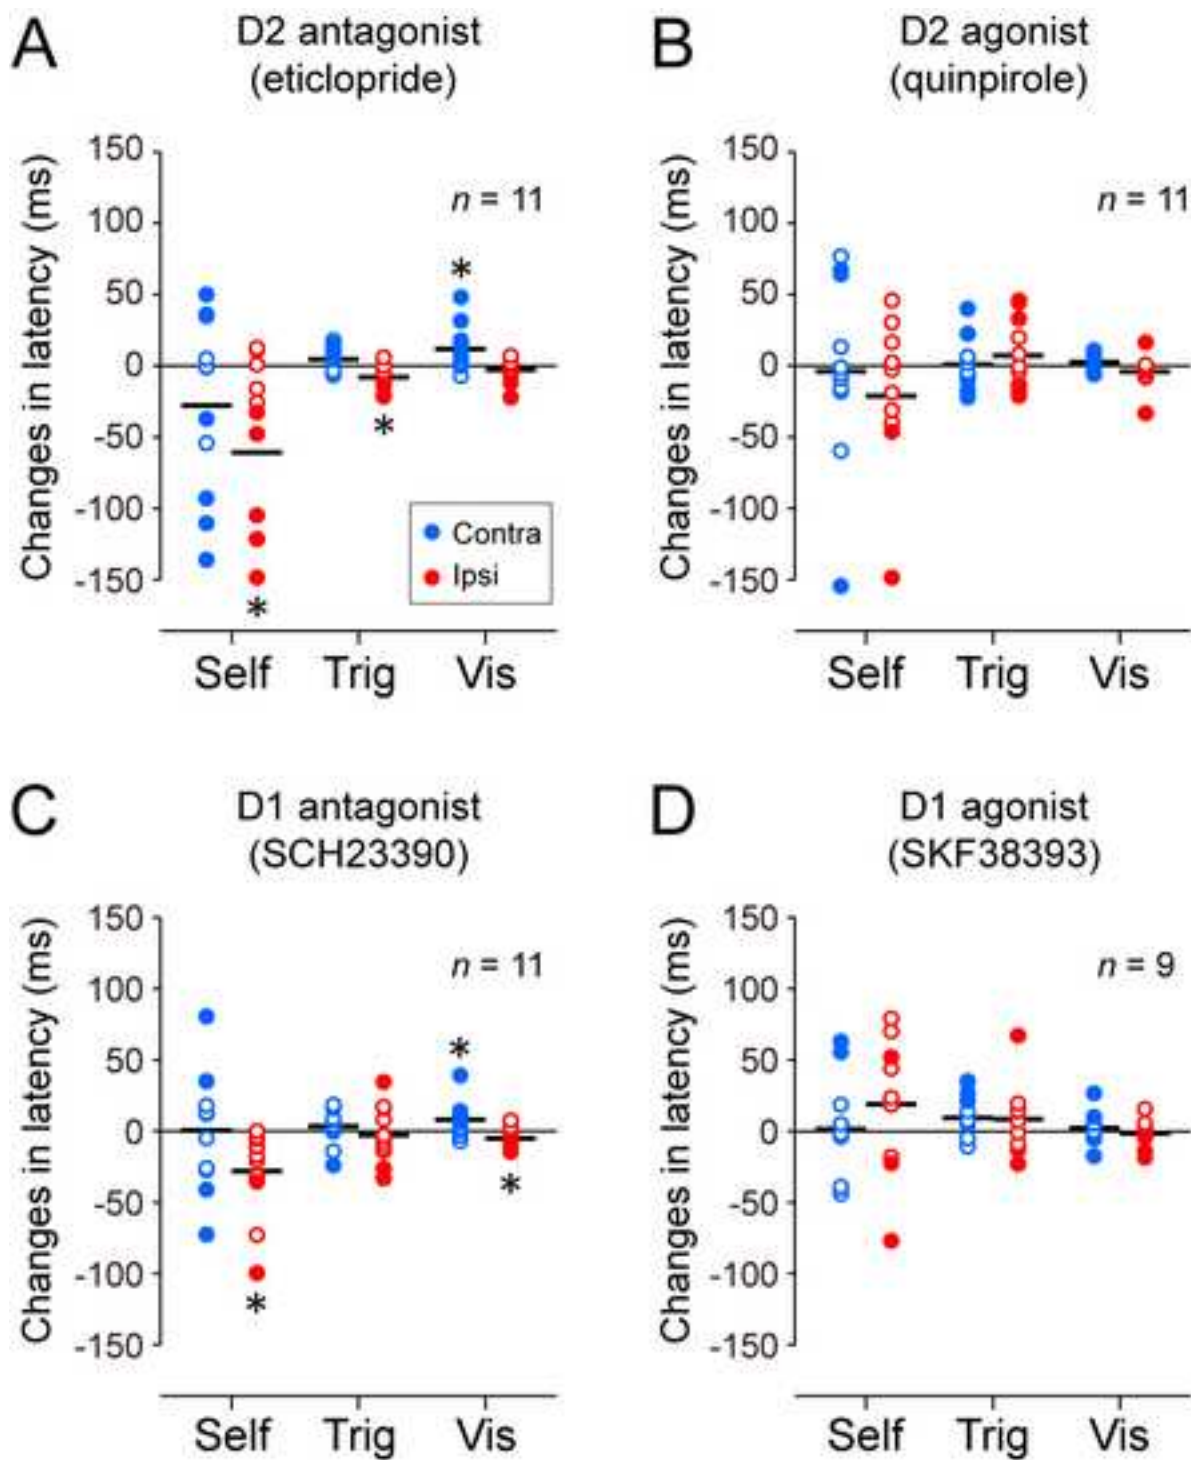 A
D2 antagonist
(eticlopride)
Changes in latency (ms)
150
100
50
0
-50
-100
-150
n = 11
*
*
*
Contra
Ipsi
Self Trig Vis
B
D2 agonist
(quinpirole)
Changes in latency (ms)
150
100
50
0
-50
-100
-150
n = 11
Self Trig Vis
C
D1 antagonist
(SCH23390)
Changes in latency (ms)
150
100
50
0
-50
-100
-150
n = 11
*
*
*
Self Trig Vis
D
D1 agonist
(SKF38393)
Changes in latency (ms)
150
100
50
0
-50
-100
-150
n = 9
Self Trig Vis